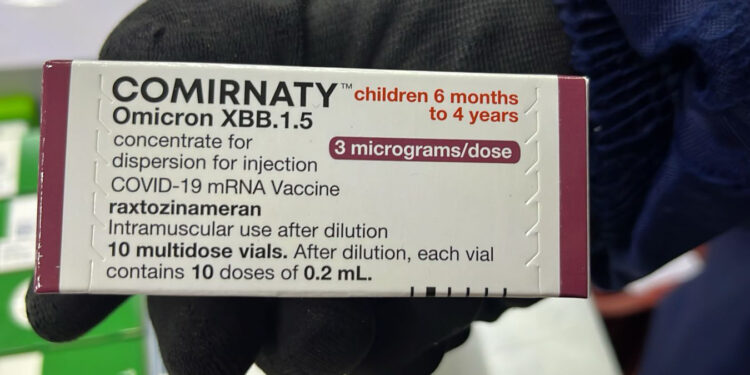 COMIRNATY™
children 6 months
to 4 years
Omicron XBB.1.5
3 micrograms/dose
concentrate for
dispersion for injection
COVID-19 mRNA Vaccine
raxtozinameran
Intramuscular use after dilution
10 multidose vials. After dilution, each vial
contains 10 doses of 0.2 mL.